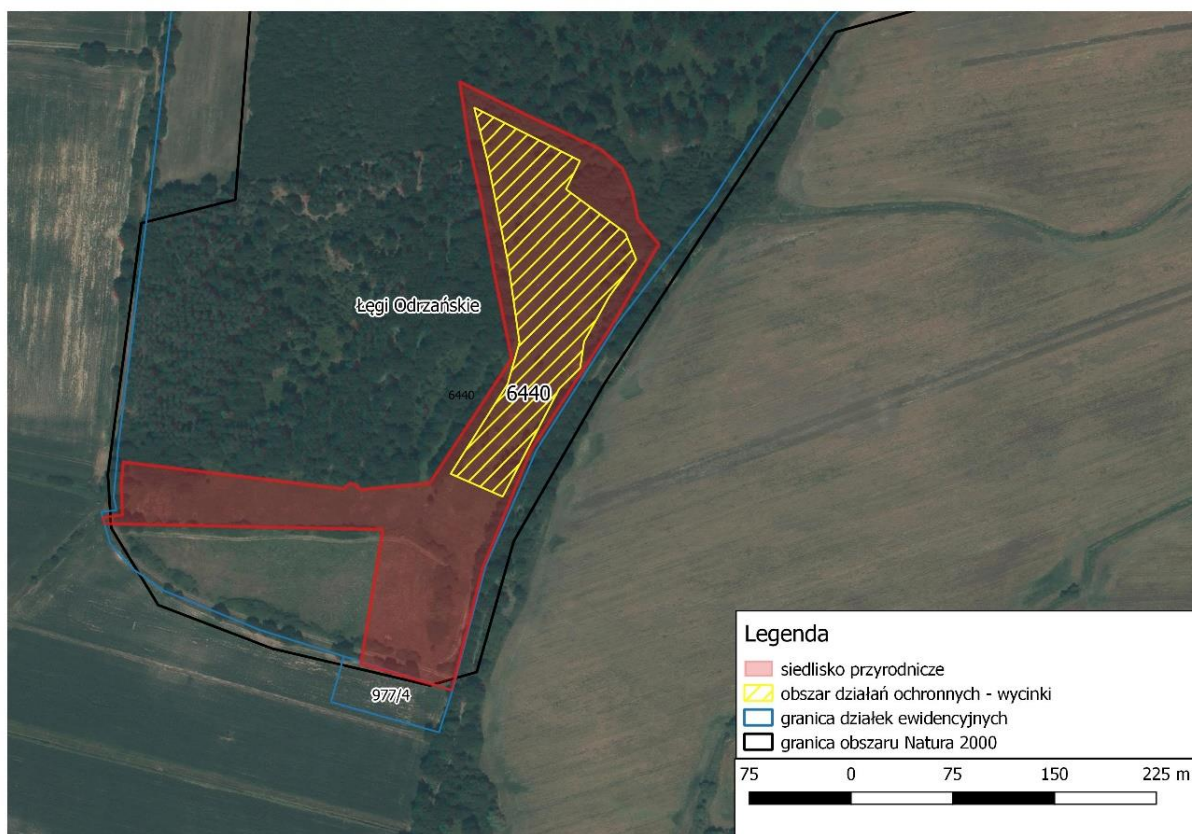 Łęgi Odrzańskie
6440
6440
977/4
Legenda
siedlisko przyrodnicze
obszar działań ochronnych - wycinki
granica działek ewidencyjnych
granica obszaru Natura 2000
75 0 75 150 225 m